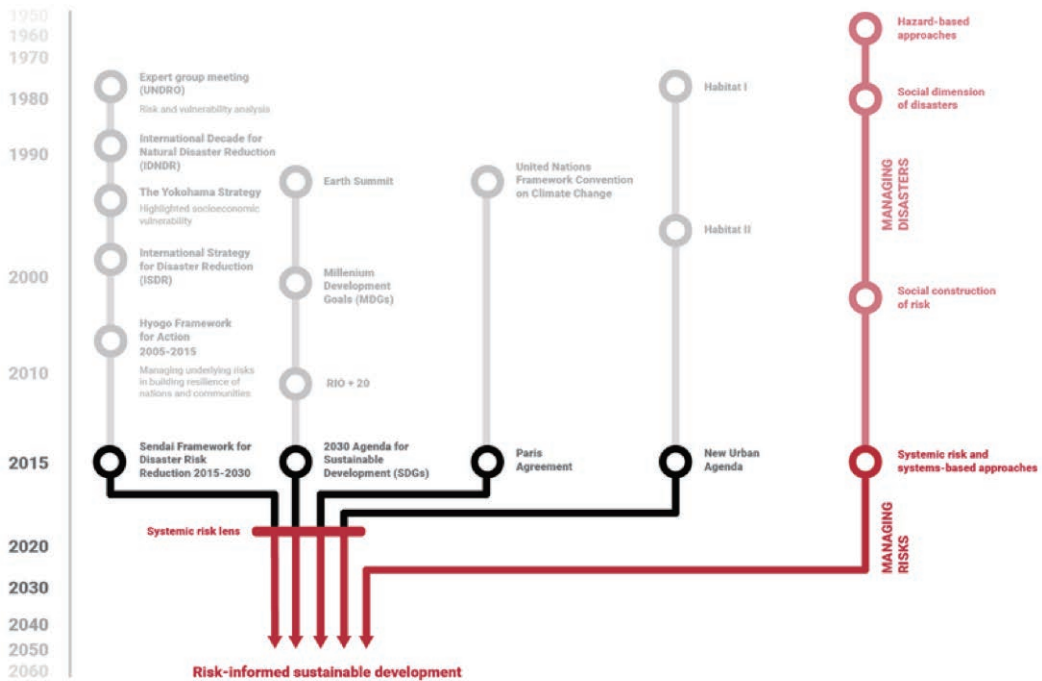 1950
1960
1970
1980
1990
2000
2010
2015
2020
2030
2040
2050
2060
Expert group meeting
(UNDRO)
Risk and vulnerability analysis
International Decade for
Natural Disaster Reduction
(IDNDR)
The Yokohama Strategy
Highlighted socioeconomic
vulnerability
International Strategy
for Disaster Reduction
(ISDR)
Hyogo Framework
for Action
2005-2015
Managing underlying risks
in building resilience of
nations and communities
Sendai Framework for
Disaster Risk
Reduction 2015-2030
Earth Summit
Millenium
Development
Goals (MDGs)
RIO + 20
2030 Agenda for
Sustainable
Development (SDGs)
United Nations
Framework Convention
on Climate Change
Paris
Agreement
Habitat I
Habitat II
New Urban
Agenda
Hazard-based
approaches
Social dimension
of disasters
MANAGING
DISASTERS
Social construction
of risk
Systemic risk and
systems-based approaches
MANAGING
RISKS
Systemic risk lens
Risk-informed sustainable development